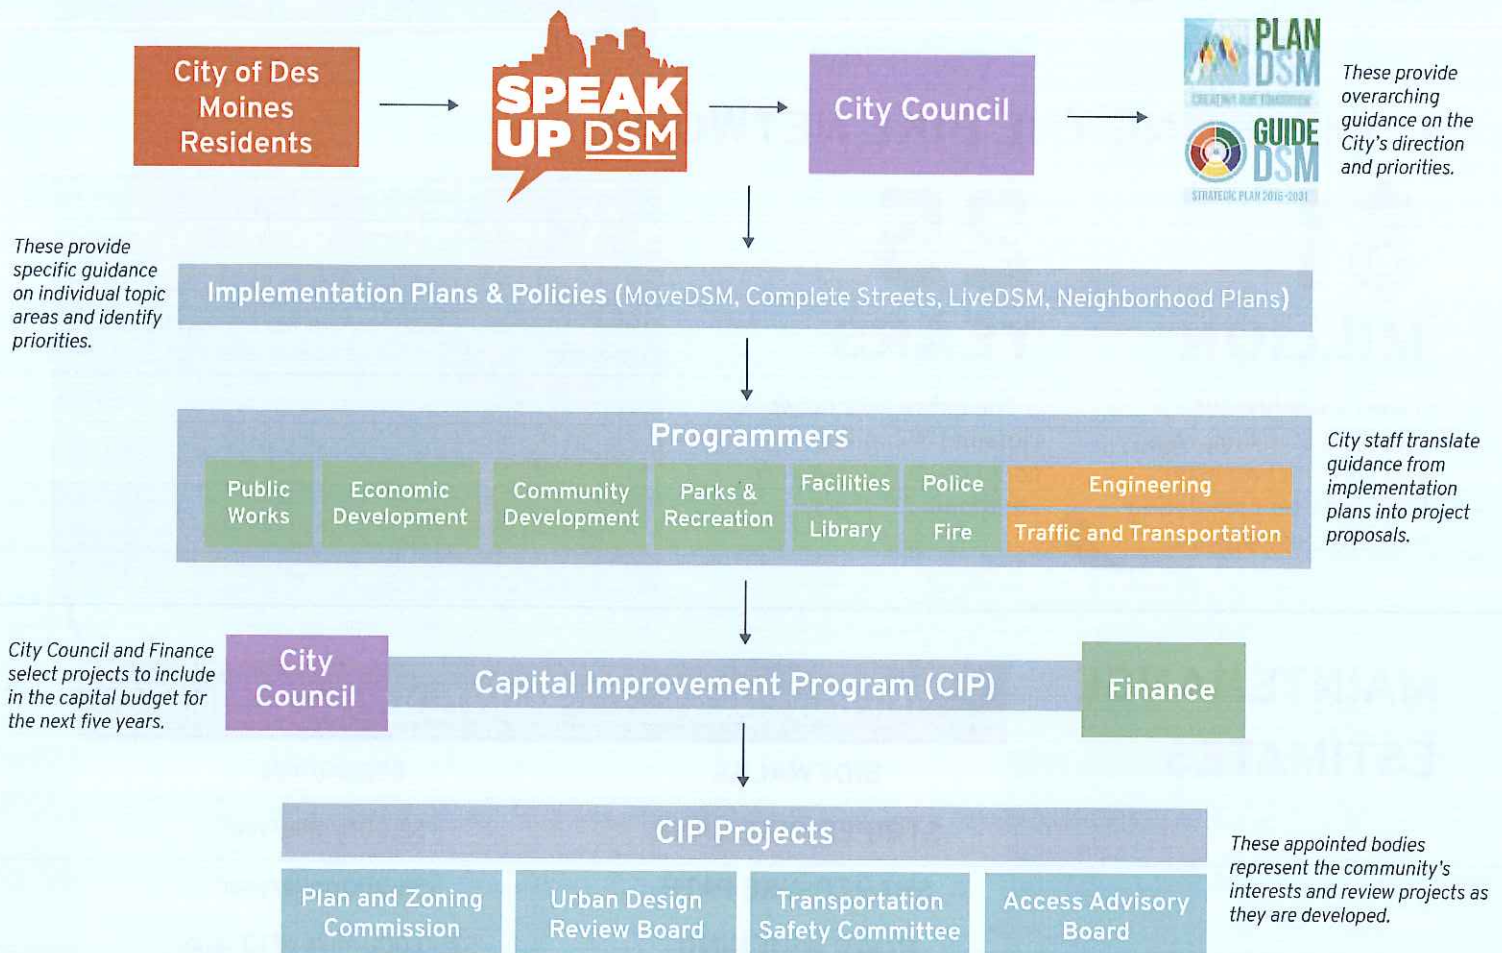 City of Des
Moines
Residents
SPEAK
UP DSM
City Council
PLAN
DSM
CREATING OUR TOMORROW
GUIDE
DSM
STRATEGIC PLAN 2016-2031
These provide
overarching
guidance on the
City's direction
and priorities.
These provide
specific guidance
on individual topic
areas and identify
priorities.
Implementation Plans & Policies (MoveDSM, Complete Streets, LiveDSM, Neighborhood Plans)
Programmers
Public
Works
Economic
Development
Community
Development
Parks &
Recreation
Facilities
Library
Police
Fire
Engineering
Traffic and Transportation
City staff translate
guidance from
implementation
plans into project
proposals.
City Council and Finance
select projects to include
in the capital budget for
the next five years.
City
Council
Capital Improvement Program (CIP)
Finance
CIP Projects
Plan and Zoning
Commission
Urban Design
Review Board
Transportation
Safety Committee
Access Advisory
Board
These appointed bodies
represent the community's
interests and review projects as
they are developed.